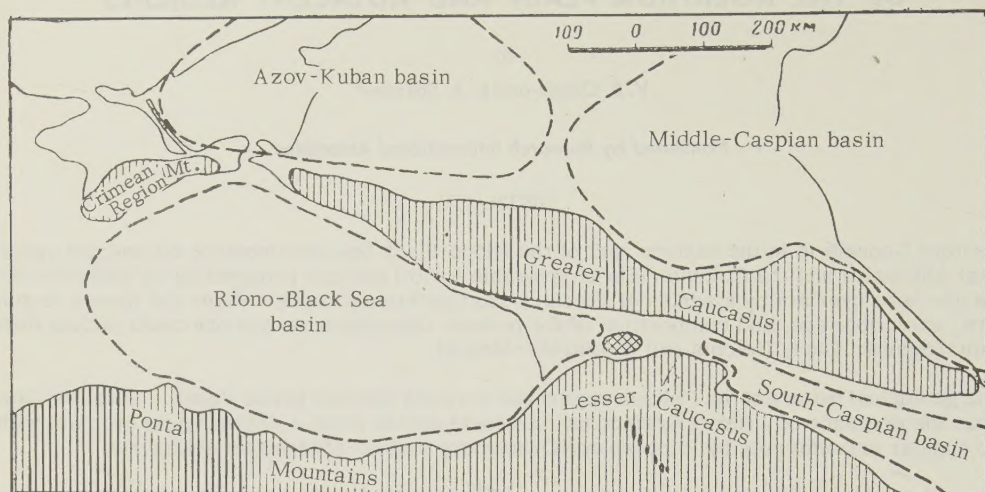 100 0 100 200 КМ
Azov-Kuban basin
Middle-Caspian basin
Crimean Mt.
Region
Greater
Caucasus
Riono-Black Sea
basin
Lesser
Caucasus
South-Caspian basin
Ponta
Mountains